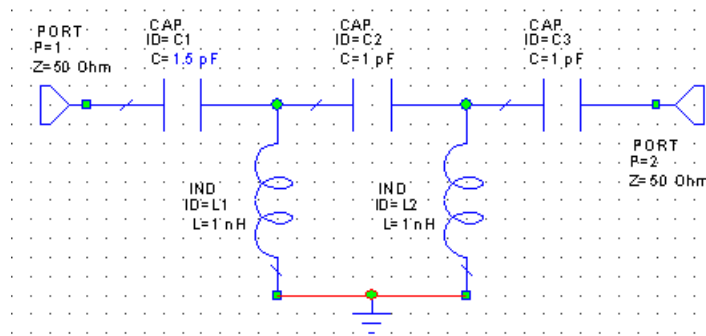 PORT
P=1
Z=50 Ohm
CAP
ID=C1
C=1.5 pF
CAP
ID=C2
C=1 pF
CAP
ID=C3
C=1 pF
PORT
P=2
Z=50 Ohm
IND
ID=L1
L=1 nH
IND
ID=L2
L=1 nH